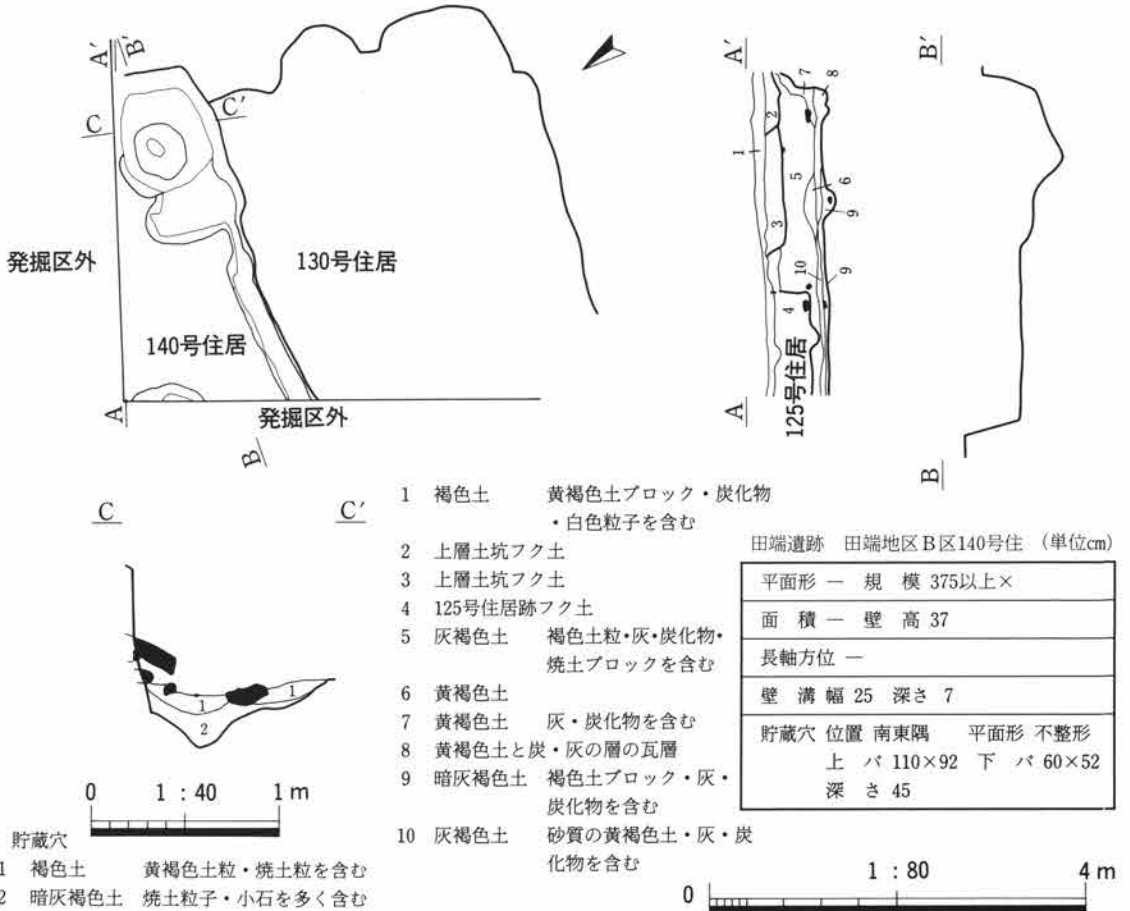 A'
B'
C
C'
発掘区外
130号住居
140号住居
A
発掘区外
B
A'
7
8
2
1
5
6
3
9
10
9
4
125号住居
A
B'
B
C
C'
1
1
2
0 1：40 1m
貯蔵穴
1 褐色土 黄褐色土粒・焼土粒を含む
2 暗灰褐色土 焼土粒子・小石を多く含む
1 褐色土 黄褐色土ブロック・炭化物
・白色粒子を含む
2 上層土坑フク土
3 上層土坑フク土
4 125号住居跡フク土
5 灰褐色土 褐色土粒・灰・炭化物・
焼土ブロックを含む
6 黄褐色土
7 黄褐色土 灰・炭化物を含む
8 黄褐色土と炭・灰の層の瓦層
9 暗灰褐色土 褐色土ブロック・灰・
炭化物を含む
10 灰褐色土 砂質の黄褐色土・灰・炭
化物を含む
田端遺跡 田端地区B区140号住 （単位cm）
平面形 ― 規 模 375以上×
面 積 ― 壁 高 37
長軸方位 ―
壁 溝 幅 25 深さ 7
貯蔵穴 位置 南東隅 平面形 不整形
上 バ 110×92 下 バ 60×52
深 さ 45
0 1：80 4m